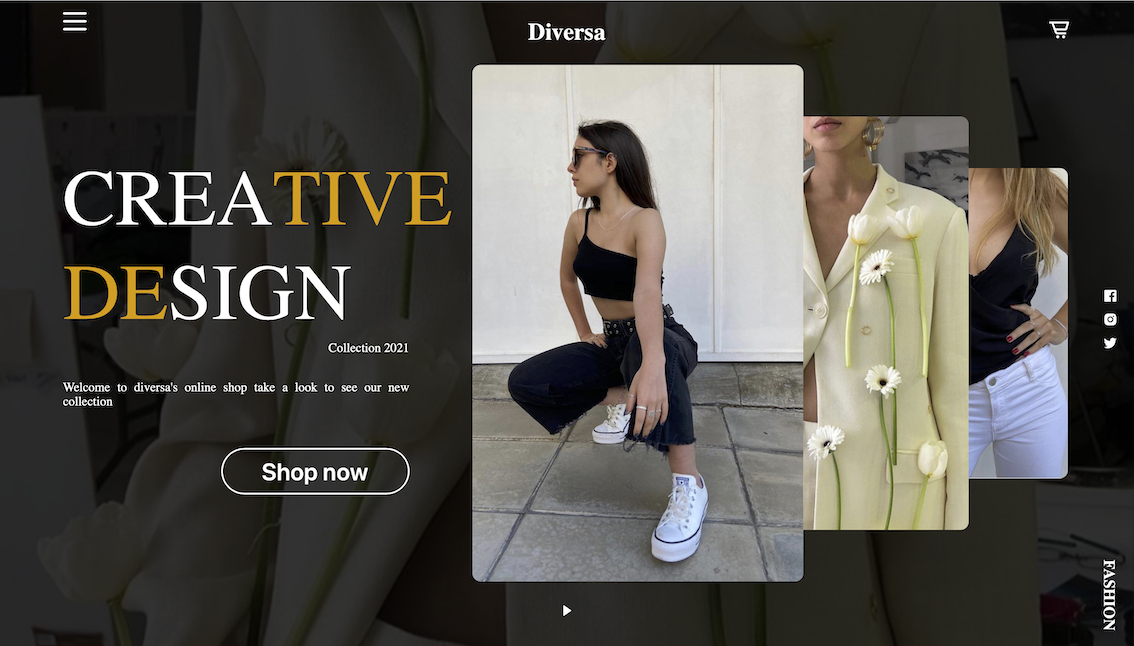 Diversa
CREATIVE
DESIGN
Collection 2021
Welcome to diversa's online shop take a look to see our new
collection
Shop now
FASHION